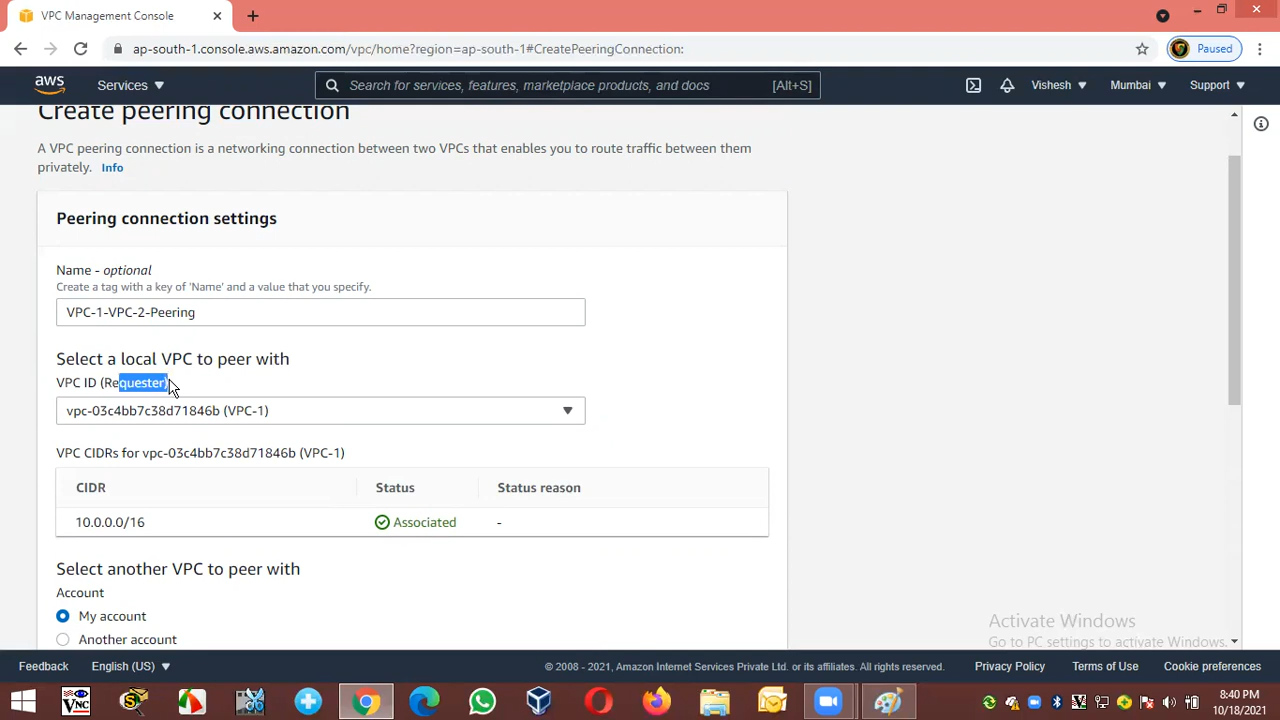 VPC Management Console
ap-south-1.console.aws.amazon.com/vpc/home?region=ap-south-1#CreatePeeringConnection:
Paused
aws
Services
Search for services, features, marketplace products, and docs
[Alt+S]
Vishesh
Mumbai
Support
Create peering connection
A VPC peering connection is a networking connection between two VPCs that enables you to route traffic between them
privately. Info
Peering connection settings
Name - optional
Create a tag with a key of 'Name' and a value that you specify.
VPC-1-VPC-2-Peering
Select a local VPC to peer with
VPC ID (Requester)
vpc-03c4bb7c38d71846b (VPC-1)
VPC CIDRs for vpc-03c4bb7c38d71846b (VPC-1)
CIDR Status Status reason
10.0.0.0/16 Associated -
Select another VPC to peer with
Account
My account
Another account
Activate Windows
Go to PC settings to activate Windows.
Feedback
English (US)
© 2008 - 2021, Amazon Internet Services Private Ltd. or its affiliates. All rights reserved.
Privacy Policy
Terms of Use
Cookie preferences
VNC
8:40 PM
10/18/2021